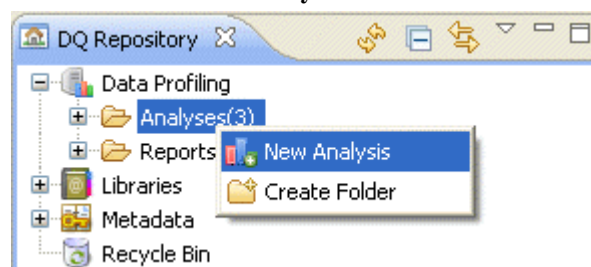 DQ Repository
Data Profiling
Analyses(3)
New Analysis
Reports
Create Folder
Libraries
Metadata
Recycle Bin